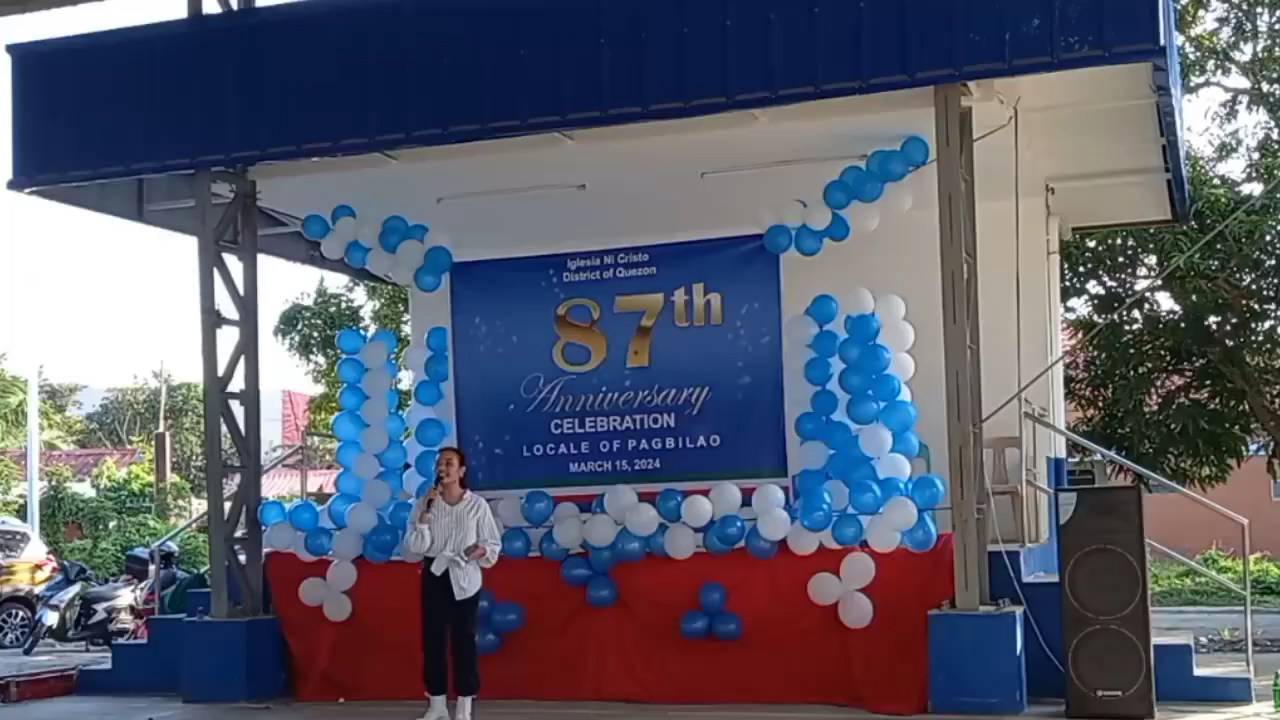 Iglesia Ni Cristo
District of Quezon
87th
Anniversary
CELEBRATION
LOCALE OF PAGBILAO
MARCH 15, 2024